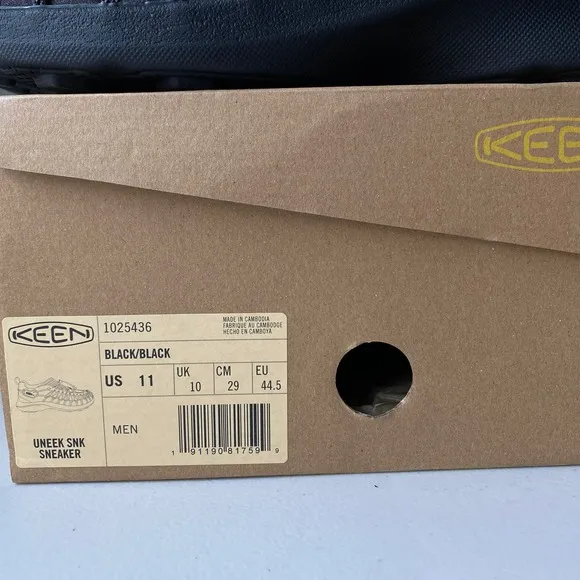 KEE
KEEN
1025436
MADE IN CAMBODIA
FABRIQUE AU CAMBODGE
HECHO EN CAMBOYA
BLACK/BLACK
US 11
UK 10
CM 29
EU 44.5
UNEEK SNK
SNEAKER
MEN
1 91190 81759 9